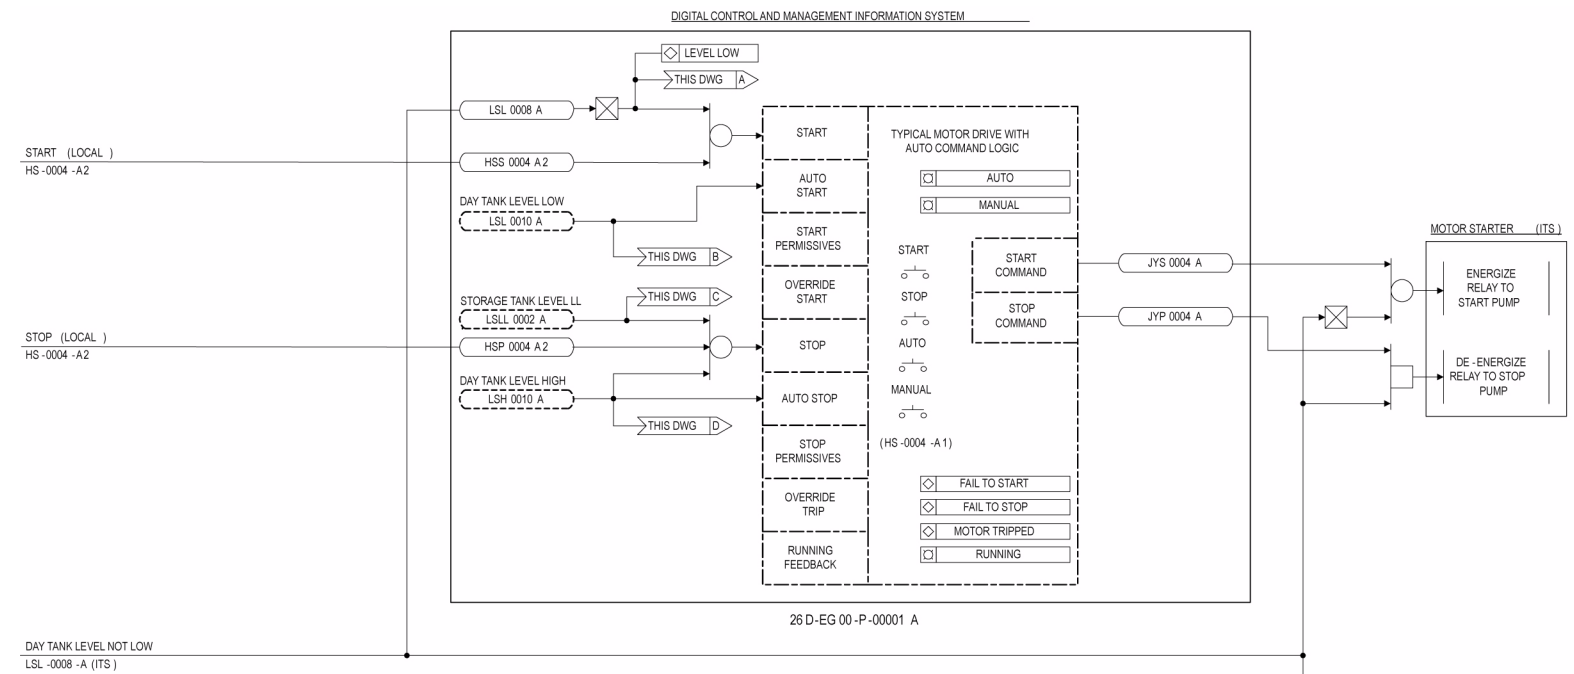 DIGITAL CONTROL AND MANAGEMENT INFORMATION SYSTEM
LEVEL LOW
THIS DWG A
LSL 0008 A
START (LOCAL )
HS -0004 -A2
HSS 0004 A2
DAY TANK LEVEL LOW
LSL 0010 A
THIS DWG B
STORAGE TANK LEVEL LL
THIS DWG C
LSLL 0002 A
STOP (LOCAL )
HS -0004 -A2
HSP 0004 A2
DAY TANK LEVEL HIGH
LSH 0010 A
THIS DWG D
START
AUTO
START
START
PERMISSIVES
OVERRIDE
START
STOP
AUTO STOP
STOP
PERMISSIVES
OVERRIDE
TRIP
RUNNING
FEEDBACK
TYPICAL MOTOR DRIVE WITH
AUTO COMMAND LOGIC
AUTO
MANUAL
START
STOP
AUTO
MANUAL
(HS -0004 -A1)
START
COMMAND
STOP
COMMAND
FAIL TO START
FAIL TO STOP
MOTOR TRIPPED
RUNNING
JYS 0004 A
JYP 0004 A
MOTOR STARTER (ITS )
ENERGIZE
RELAY TO
START PUMP
DE - ENERGIZE
RELAY TO STOP
PUMP
26 D-EG 00 -P -00001 A
DAY TANK LEVEL NOT LOW
LSL -0008 -A (ITS )